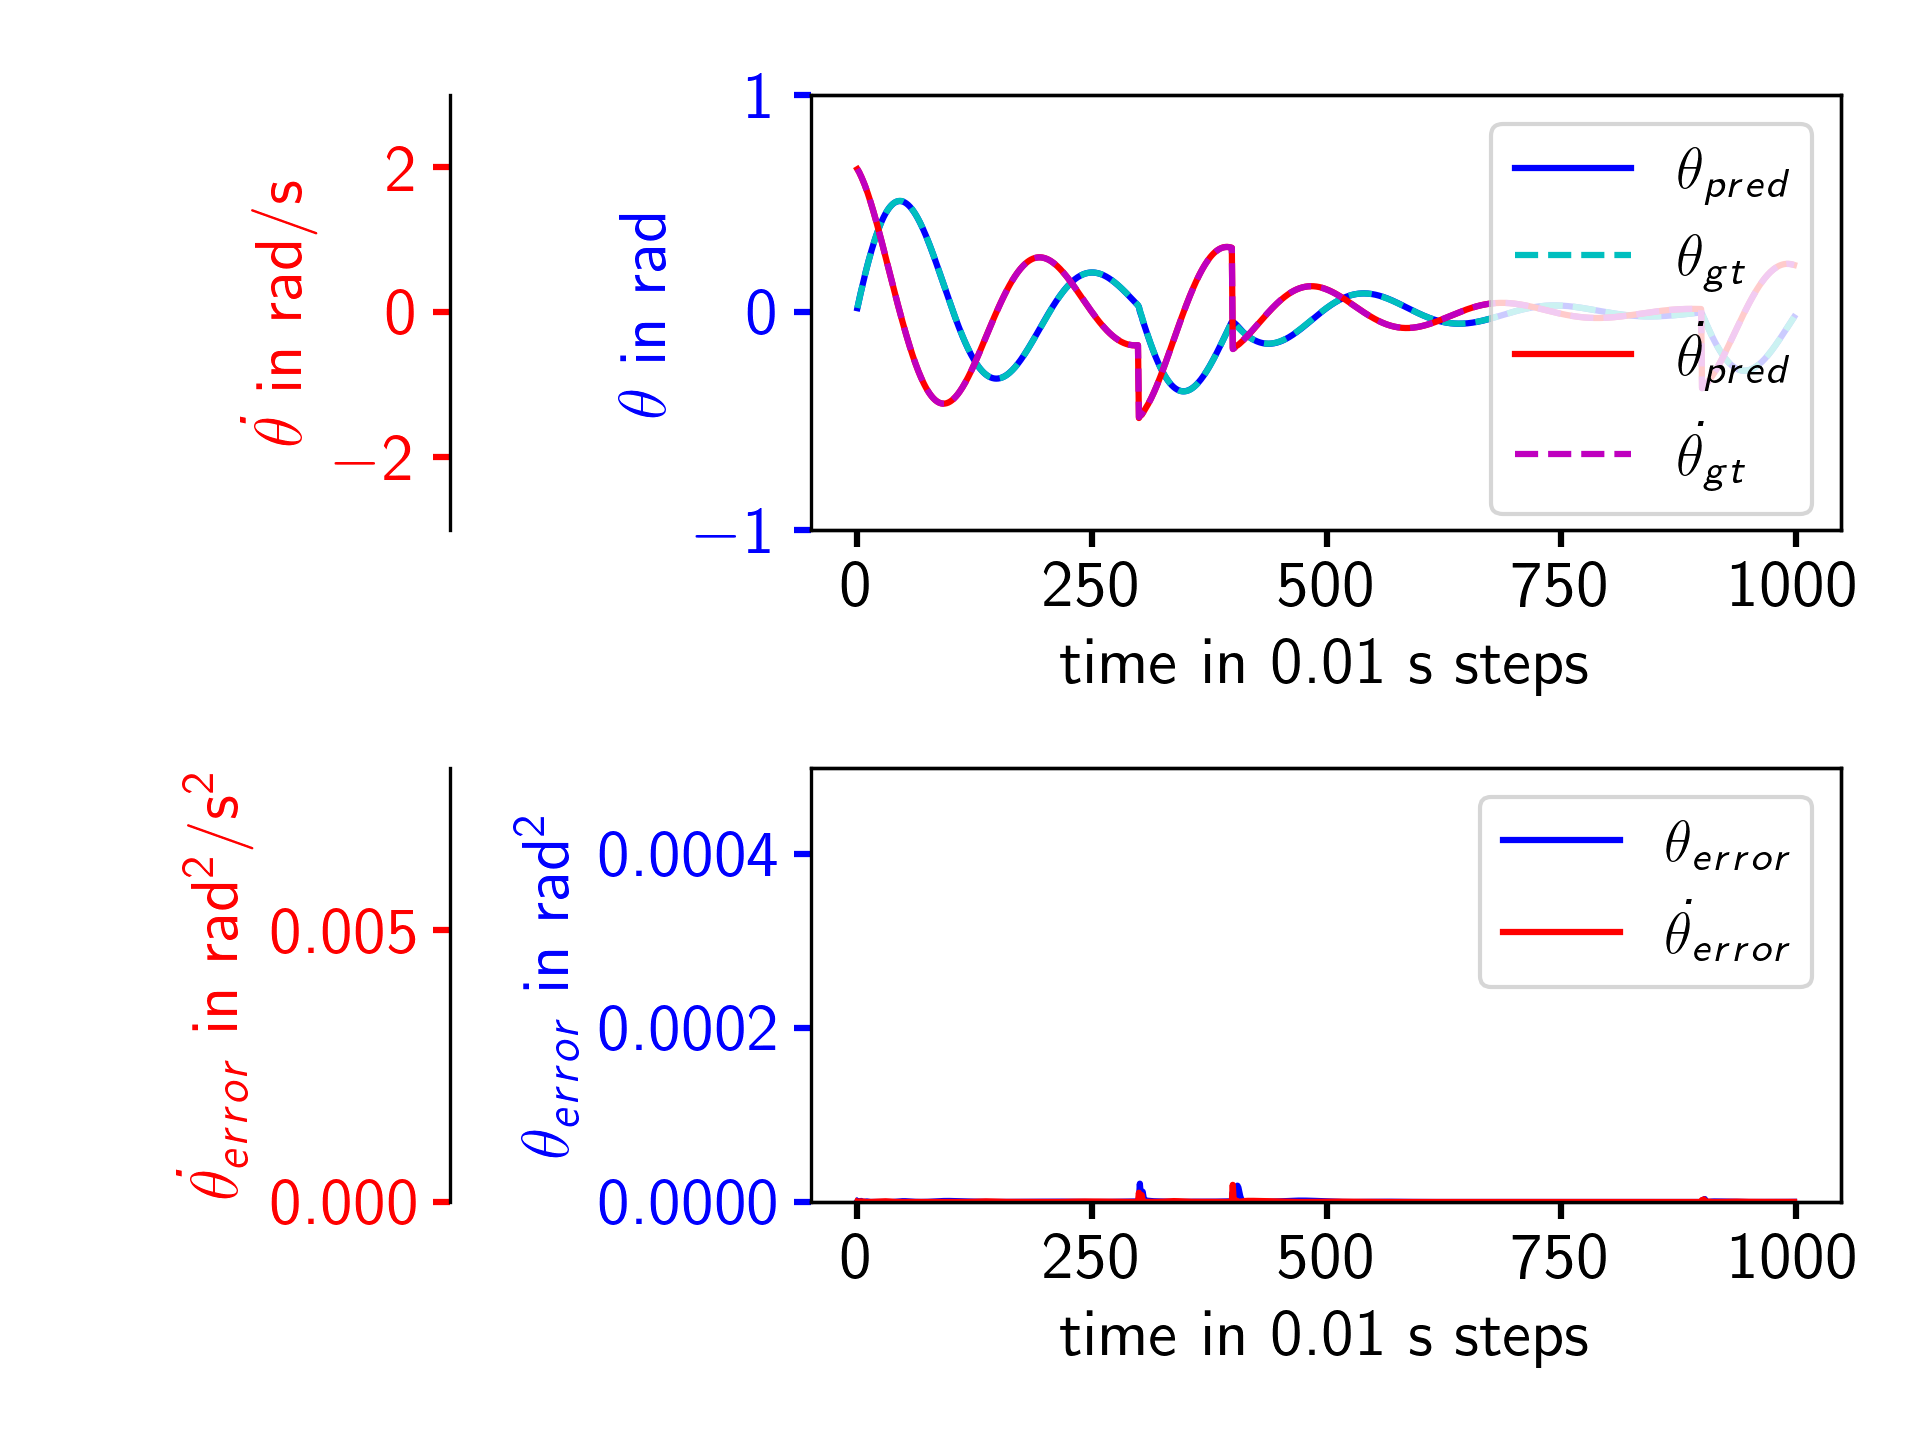 θ̇ in rad/s
2
0
−2
θ in rad
1
0
−1
θ_pred
θ_gt
θ̇_pred
θ̇_gt
0 250 500 750 1000
time in 0.01 s steps
θ̇_error in rad²/s²
0.005
0.000
θ_error in rad²
0.0004
0.0002
0.0000
θ_error
θ̇_error
0 250 500 750 1000
time in 0.01 s steps